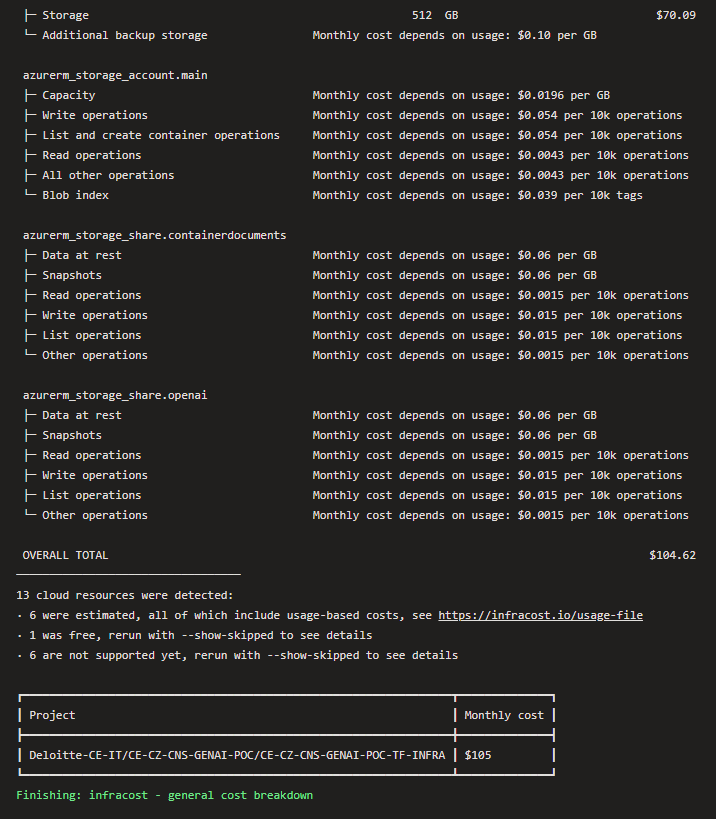 ├─ Storage 512 GB $70.09
└─ Additional backup storage Monthly cost depends on usage: $0.10 per GB
azurerm_storage_account.main
├─ Capacity Monthly cost depends on usage: $0.0196 per GB
├─ Write operations Monthly cost depends on usage: $0.054 per 10k operations
├─ List and create container operations Monthly cost depends on usage: $0.054 per 10k operations
├─ Read operations Monthly cost depends on usage: $0.0043 per 10k operations
├─ All other operations Monthly cost depends on usage: $0.0043 per 10k operations
└─ Blob index Monthly cost depends on usage: $0.039 per 10k tags
azurerm_storage_share.containerdocuments
├─ Data at rest Monthly cost depends on usage: $0.06 per GB
├─ Snapshots Monthly cost depends on usage: $0.06 per GB
├─ Read operations Monthly cost depends on usage: $0.0015 per 10k operations
├─ Write operations Monthly cost depends on usage: $0.015 per 10k operations
├─ List operations Monthly cost depends on usage: $0.015 per 10k operations
└─ Other operations Monthly cost depends on usage: $0.0015 per 10k operations
azurerm_storage_share.openai
├─ Data at rest Monthly cost depends on usage: $0.06 per GB
├─ Snapshots Monthly cost depends on usage: $0.06 per GB
├─ Read operations Monthly cost depends on usage: $0.0015 per 10k operations
├─ Write operations Monthly cost depends on usage: $0.015 per 10k operations
├─ List operations Monthly cost depends on usage: $0.015 per 10k operations
└─ Other operations Monthly cost depends on usage: $0.0015 per 10k operations
OVERALL TOTAL $104.62
13 cloud resources were detected:
∙ 6 were estimated, all of which include usage-based costs, see https://infracost.io/usage-file
∙ 1 was free, rerun with --show-skipped to see details
∙ 6 are not supported yet, rerun with --show-skipped to see details
Project Monthly cost
Deloitte-CE-IT/CE-CZ-CNS-GENAI-POC/CE-CZ-CNS-GENAI-POC-TF-INFRA $105
Finishing: infracost - general cost breakdown